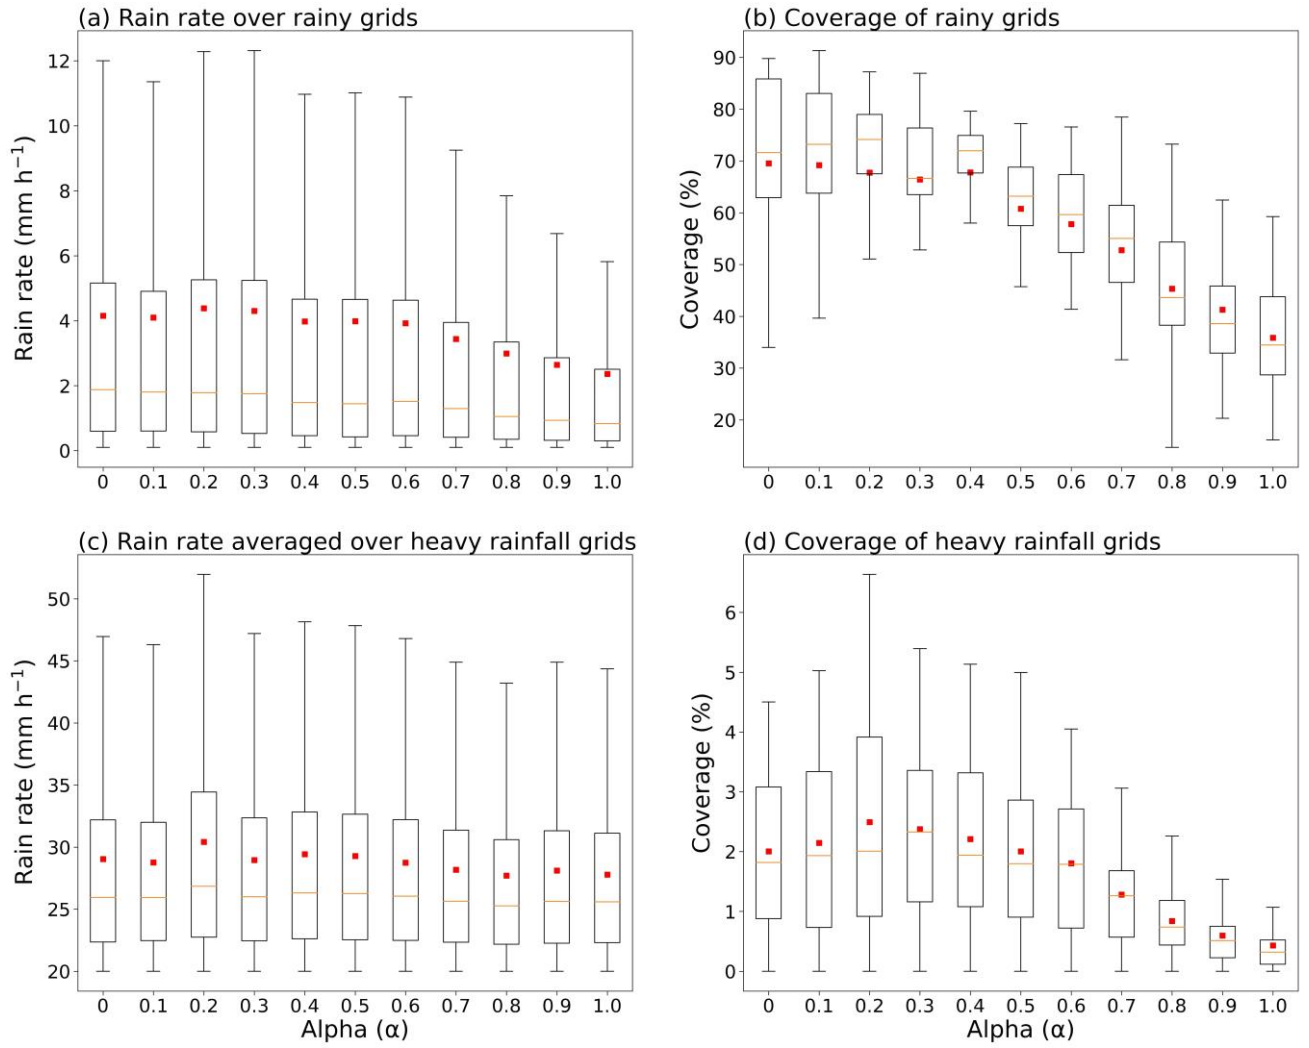 (a) Rain rate over rainy grids
Rain rate (mm h⁻¹)
12
10
8
6
4
2
0
0 0.1 0.2 0.3 0.4 0.5 0.6 0.7 0.8 0.9 1.0
(b) Coverage of rainy grids
Coverage (%)
90
80
70
60
50
40
30
20
0 0.1 0.2 0.3 0.4 0.5 0.6 0.7 0.8 0.9 1.0
(c) Rain rate averaged over heavy rainfall grids
Rain rate (mm h⁻¹)
50
45
40
35
30
25
20
0 0.1 0.2 0.3 0.4 0.5 0.6 0.7 0.8 0.9 1.0
Alpha (α)
(d) Coverage of heavy rainfall grids
Coverage (%)
6
5
4
3
2
1
0
0 0.1 0.2 0.3 0.4 0.5 0.6 0.7 0.8 0.9 1.0
Alpha (α)